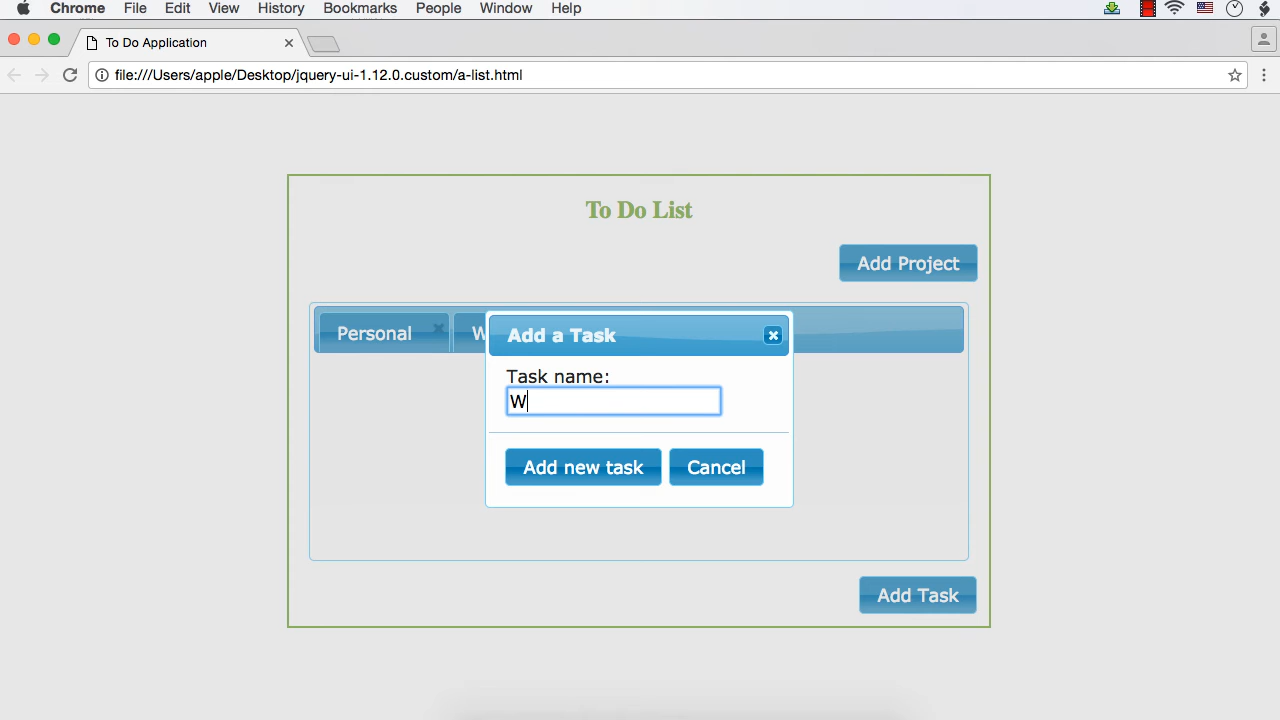 Chrome File Edit View History Bookmarks People Window Help
To Do Application
file:///Users/apple/Desktop/jquery-ui-1.12.0.custom/a-list.html
To Do List
Add Project
Personal W
Add a Task
Task name:
W
Add new task Cancel
Add Task